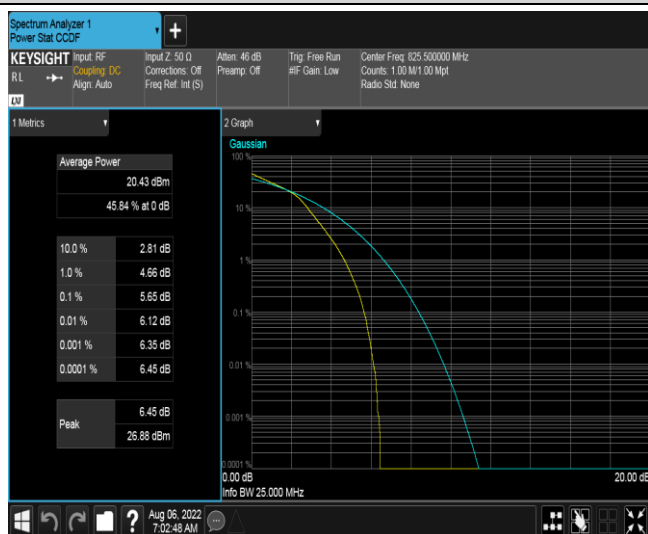 Spectrum Analyzer 1
Power Stat CCDF
+
KEYSIGHT
R L
LXI
Input: RF
Coupling: DC
Align: Auto
Input Z: 50 Ω
Corrections: Off
Freq Ref: Int (S)
Atten: 46 dB
Preamp: Off
Trig: Free Run
#IF Gain: Low
Center Freq: 825.500000 MHz
Counts: 1.00 M/1.00 Mpt
Radio Std: None
1 Metrics
Average Power
20.43 dBm
45.84 % at 0 dB
10.0 % 2.81 dB
1.0 % 4.66 dB
0.1 % 5.65 dB
0.01 % 6.12 dB
0.001 % 6.35 dB
0.0001 % 6.45 dB
Peak
6.45 dB
26.88 dBm
2 Graph
Gaussian
100 %
10 %
1 %
0.1 %
0.01 %
0.001 %
0.0001 %
0.00 dB
20.00 dB
Info BW 25.000 MHz
?
Aug 06, 2022
7:02:48 AM